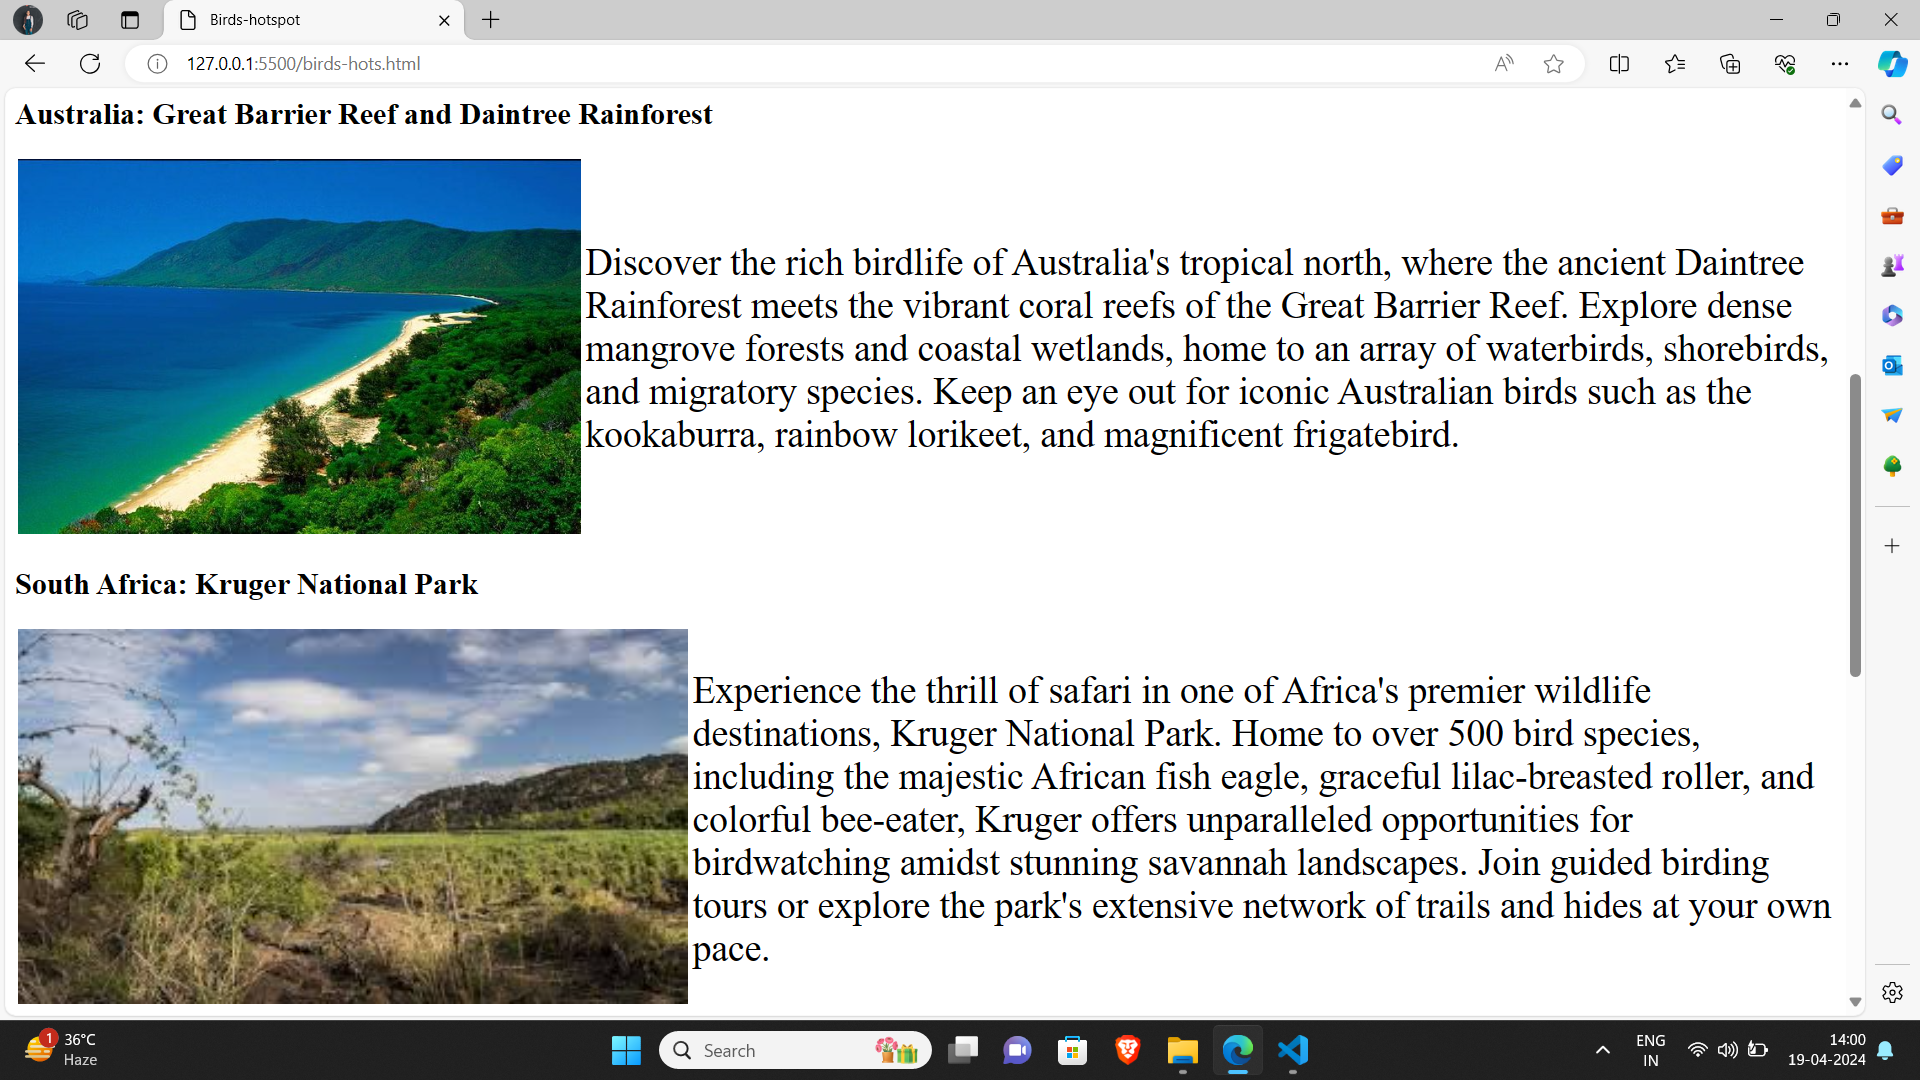 Birds-hotspot
127.0.0.1:5500/birds-hots.html
Australia: Great Barrier Reef and Daintree Rainforest
Discover the rich birdlife of Australia's tropical north, where the ancient Daintree
Rainforest meets the vibrant coral reefs of the Great Barrier Reef. Explore dense
mangrove forests and coastal wetlands, home to an array of waterbirds, shorebirds,
and migratory species. Keep an eye out for iconic Australian birds such as the
kookaburra, rainbow lorikeet, and magnificent frigatebird.
South Africa: Kruger National Park
Experience the thrill of safari in one of Africa's premier wildlife
destinations, Kruger National Park. Home to over 500 bird species,
including the majestic African fish eagle, graceful lilac-breasted roller, and
colorful bee-eater, Kruger offers unparalleled opportunities for
birdwatching amidst stunning savannah landscapes. Join guided birding
tours or explore the park's extensive network of trails and hides at your own
pace.
1
36°C
Haze
Search
ENG
IN
14:00
19-04-2024